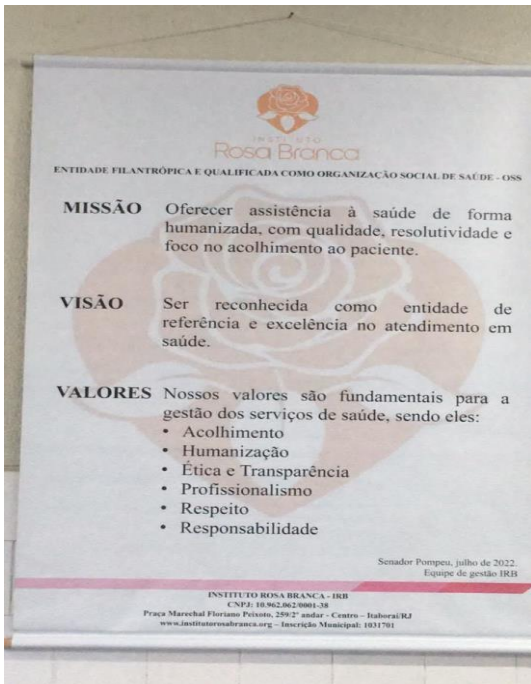 INSTITUTO
Rosa Branca
ENTIDADE FILANTRÓPICA E QUALIFICADA COMO ORGANIZAÇÃO SOCIAL DE SAÚDE - OSS
MISSÃO Oferecer assistência à saúde de forma
humanizada, com qualidade, resolutividade e
foco no acolhimento ao paciente.
VISÃO Ser reconhecida como entidade de
referência e excelência no atendimento em
saúde.
VALORES Nossos valores são fundamentais para a
gestão dos serviços de saúde, sendo eles:
• Acolhimento
• Humanização
• Ética e Transparência
• Profissionalismo
• Respeito
• Responsabilidade
Senador Pompeu, julho de 2022.
Equipe de gestão IRB
INSTITUTO ROSA BRANCA - IRB
CNPJ: 10.962.062/0001-38
Praça Marechal Floriano Peixoto, 259/2º andar - Centro – Itaboraí/RJ
www.institutorosabranca.org – Inscrição Municipal: 1031701